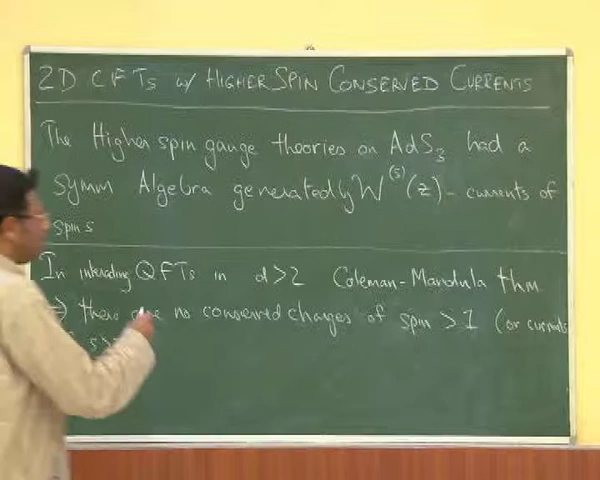 2D CFTs w/ HIGHER SPIN CONSERVED CURRENTS
The Higher spin gauge theories on AdS₃ had a
Symm Algebra generated by W⁽ˢ⁾(z) - currents of
spin s
In interacting QFTs in d>2 Coleman-Mandula thm
⇒ there are no conserved charges of spin > 1 (or currents